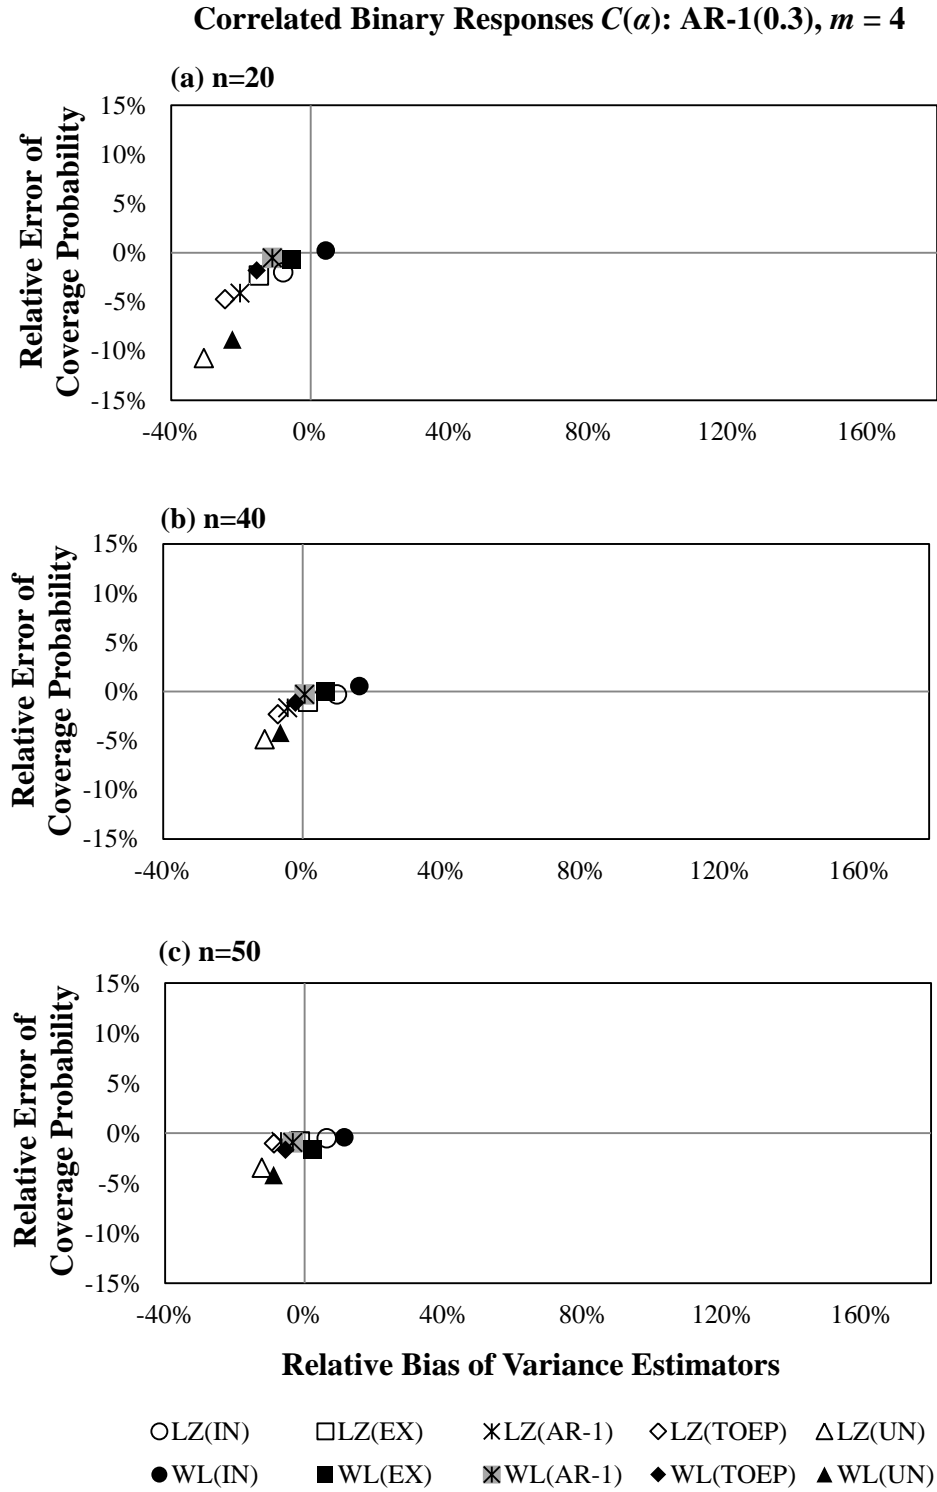 Correlated Binary Responses C(α): AR-1(0.3), m = 4
(a) n=20
Relative Error of
Coverage Probability
15%
10%
5%
0%
-5%
-10%
-15%
-40% 0% 40% 80% 120% 160%
(b) n=40
Relative Error of
Coverage Probability
15%
10%
5%
0%
-5%
-10%
-15%
-40% 0% 40% 80% 120% 160%
(c) n=50
Relative Error of
Coverage Probability
15%
10%
5%
0%
-5%
-10%
-15%
-40% 0% 40% 80% 120% 160%
Relative Bias of Variance Estimators
LZ(IN) LZ(EX) LZ(AR-1) LZ(TOEP) LZ(UN)
WL(IN) WL(EX) WL(AR-1) WL(TOEP) WL(UN)